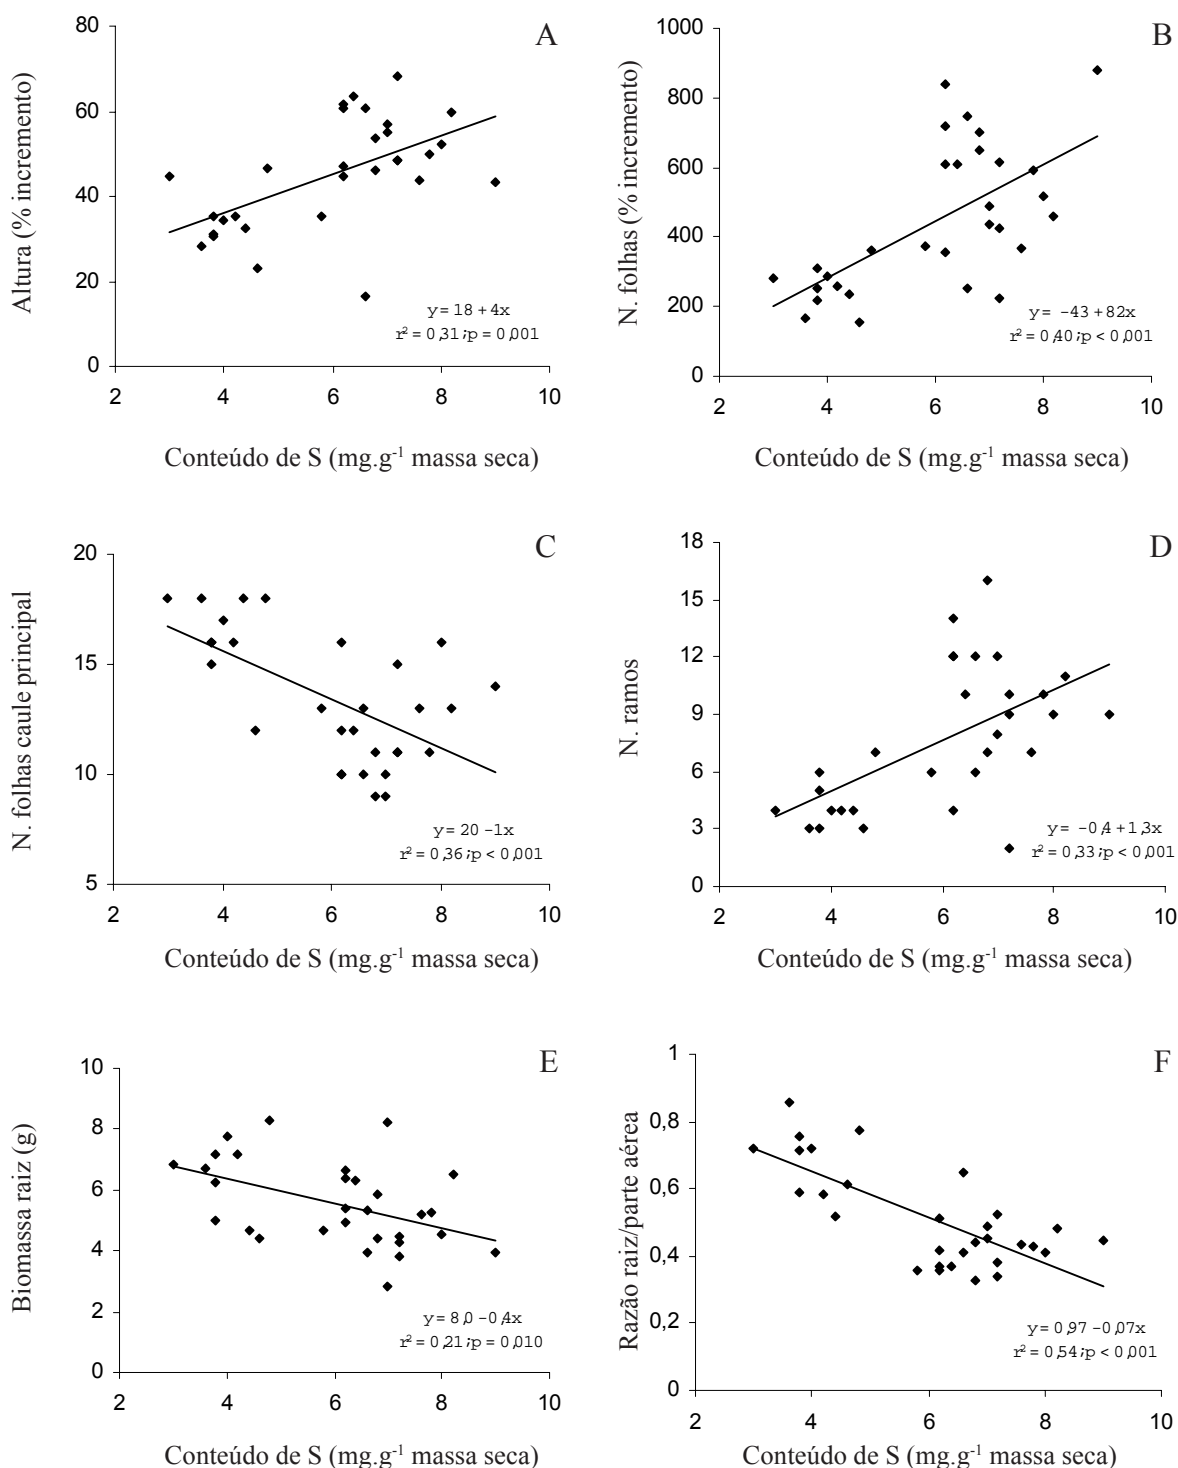 A
Altura (% incremento)
80
60
40
20
0
y = 18 + 4x
r² = 0,31; p = 0,001
2 4 6 8 10
Conteúdo de S (mg.g⁻¹ massa seca)
B
N. folhas (% incremento)
1000
800
600
400
200
0
y = -43 + 82x
r² = 0,40; p < 0,001
2 4 6 8 10
Conteúdo de S (mg.g⁻¹ massa seca)
C
N. folhas caule principal
20
15
10
5
y = 20 - 1x
r² = 0,36; p < 0,001
2 4 6 8 10
Conteúdo de S (mg.g⁻¹ massa seca)
D
N. ramos
18
15
12
9
6
3
0
y = -0,4 + 1,3x
r² = 0,33; p < 0,001
2 4 6 8 10
Conteúdo de S (mg.g⁻¹ massa seca)
E
Biomassa raiz (g)
10
8
6
4
2
0
y = 8,0 - 0,4x
r² = 0,21; p = 0,010
2 4 6 8 10
Conteúdo de S (mg.g⁻¹ massa seca)
F
Razão raiz/parte aérea
1
0,8
0,6
0,4
0,2
0
y = 0,97 - 0,07x
r² = 0,54; p < 0,001
2 4 6 8 10
Conteúdo de S (mg.g⁻¹ massa seca)